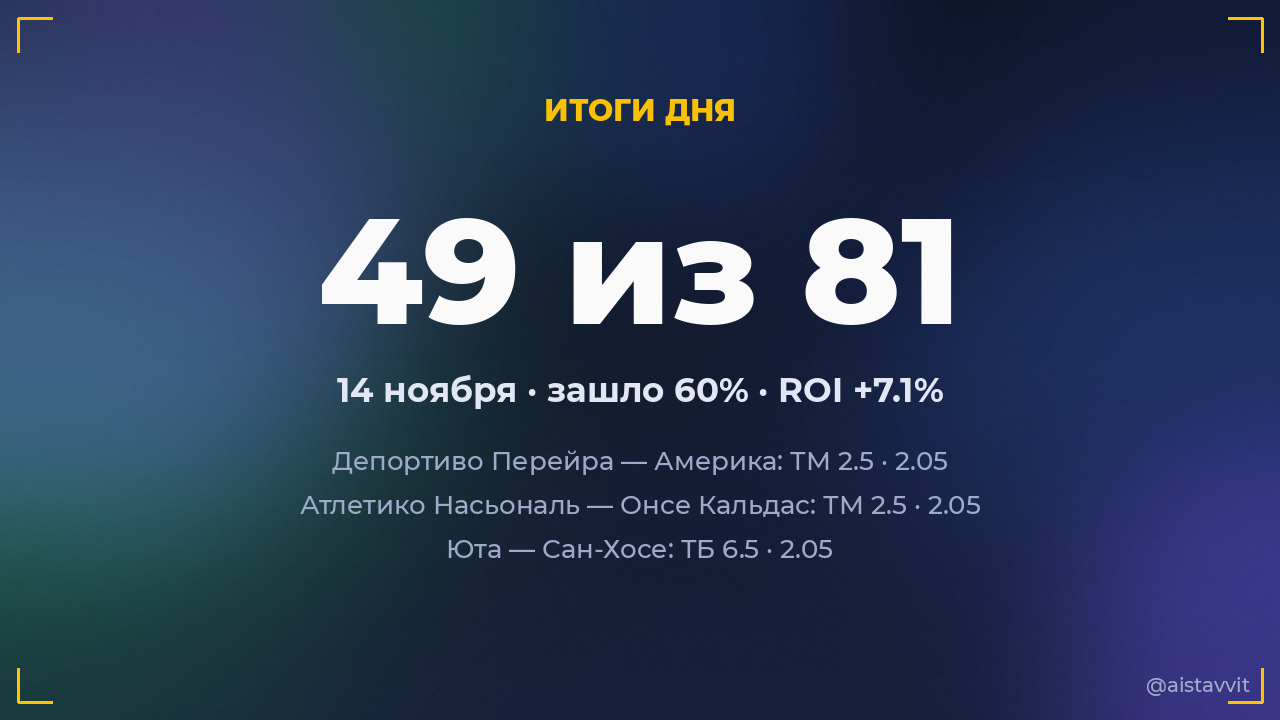 ИТОГИ ДНЯ
49 из 81
14 ноября · зашло 60% · ROI +7.1%
Депортиво Перейра — Америка: ТМ 2.5 · 2.05
Атлетико Насьональ — Онсе Кальдас: ТМ 2.5 · 2.05
Юта — Сан-Хосе: ТБ 6.5 · 2.05
@aistavvit